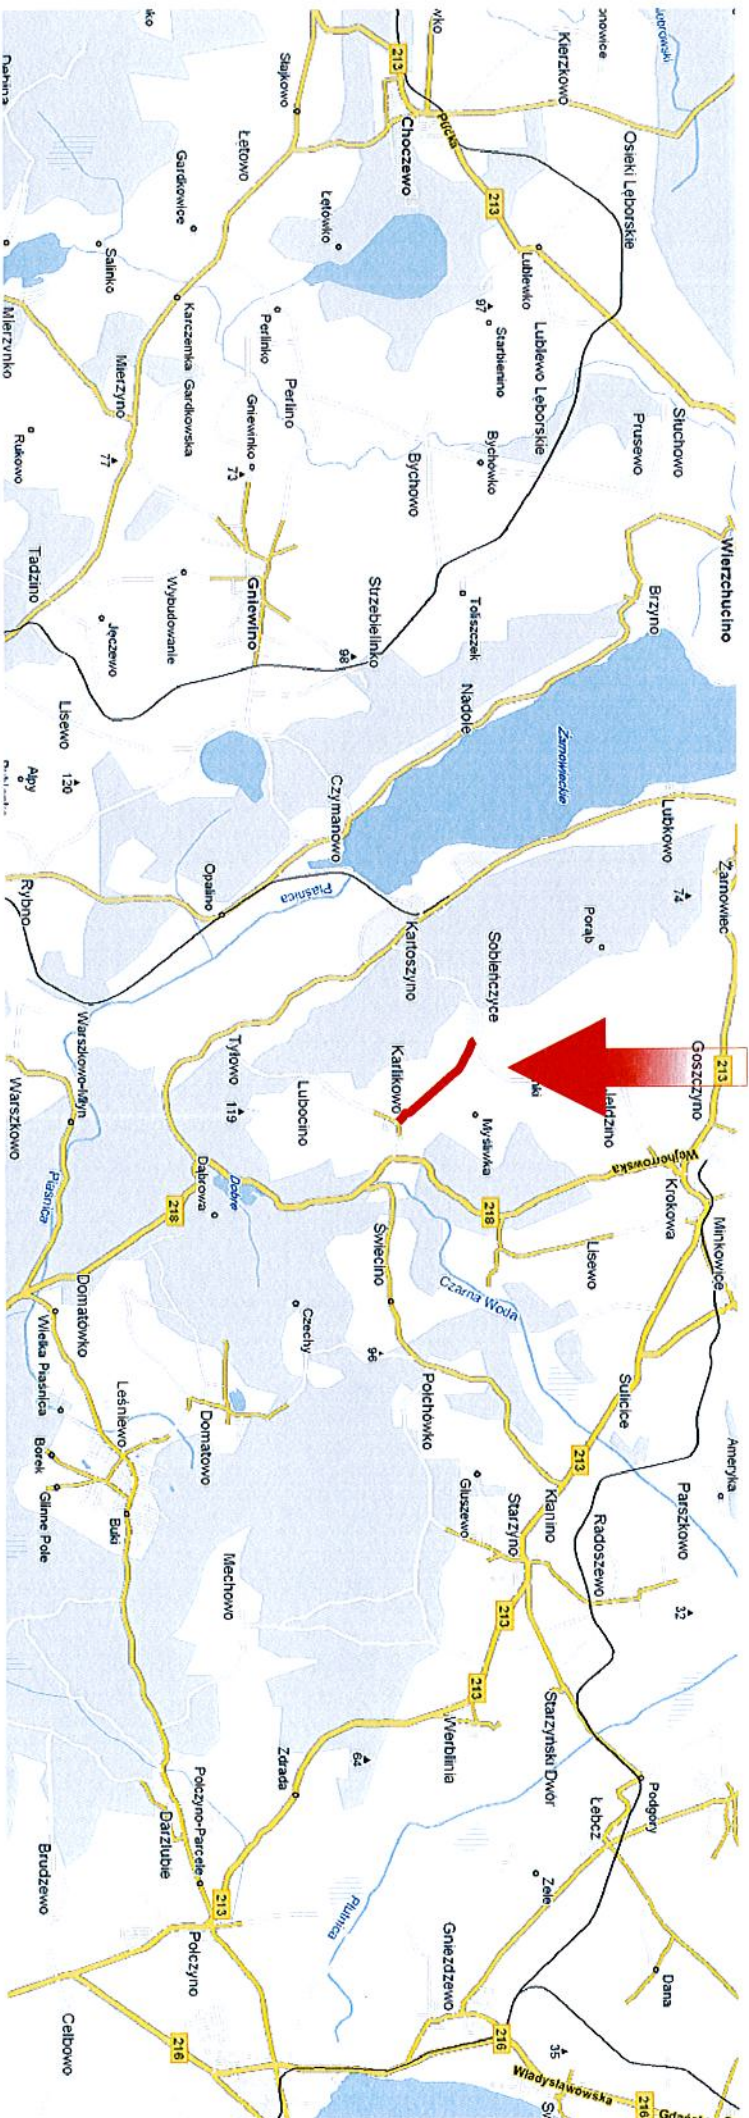 213
Choczewo
Pucka
Kierzkowo
Osieki Lęborskie
Słajkowo
Łętowo
Gardkowice
Łętówko
Salinko
213
Lublewko
Lublewo Lęborskie
97
Starbienino
Karczemka Gardkowska
Perlinko
Perlino
Mierzynko
Mierzyno
77
Rukowo
Gniewinko
73
Bychowo
Bychówko
Prusewo
Słuchowo
Wierzchucino
Brzyno
Tadzino
Wybudowanie
Jęczewo
Gniewino
Strzebielinko
98
Toliszczek
Nadole
Lisewo
120
Alpy
Czymanowo
Żarnowieckie
Lubkowo
Żarnowiec
74
Porąb
Opalino
Rybno
Piaśnica
Kartoszyno
Sobieńczyce
Goszczyno
213
Karlikowo
Myśliwka
Tyłowo
119
Lubocino
Warszkowo-Młyn
Warszkowo
Piaśnica
Dąbrowa
Dobre
218
218
Wejherowska
Krokowa
Minkowice
Lisewo
Świecino
Czarna Woda
Czechy
96
Domatówko
Wielka Piaśnica
Leśniewo
Borek
Glinne Pole
Buki
Domatowo
Połchówko
Sulicice
213
Ameryka
Parszkowo
Kłanino
Głuszewo
Starzyno
Radoszewo
32
Mechowo
213
213
Werblinia
Starzyński Dwór
64
Zdrada
Podgóry
Łebcz
Żele
Połczyno-Parcele
Darzlubie
Brudzewo
213
Połczyno
Płutnica
Gnieżdżewo
Dana
Celbowo
216
216
35
Władysławowska
216